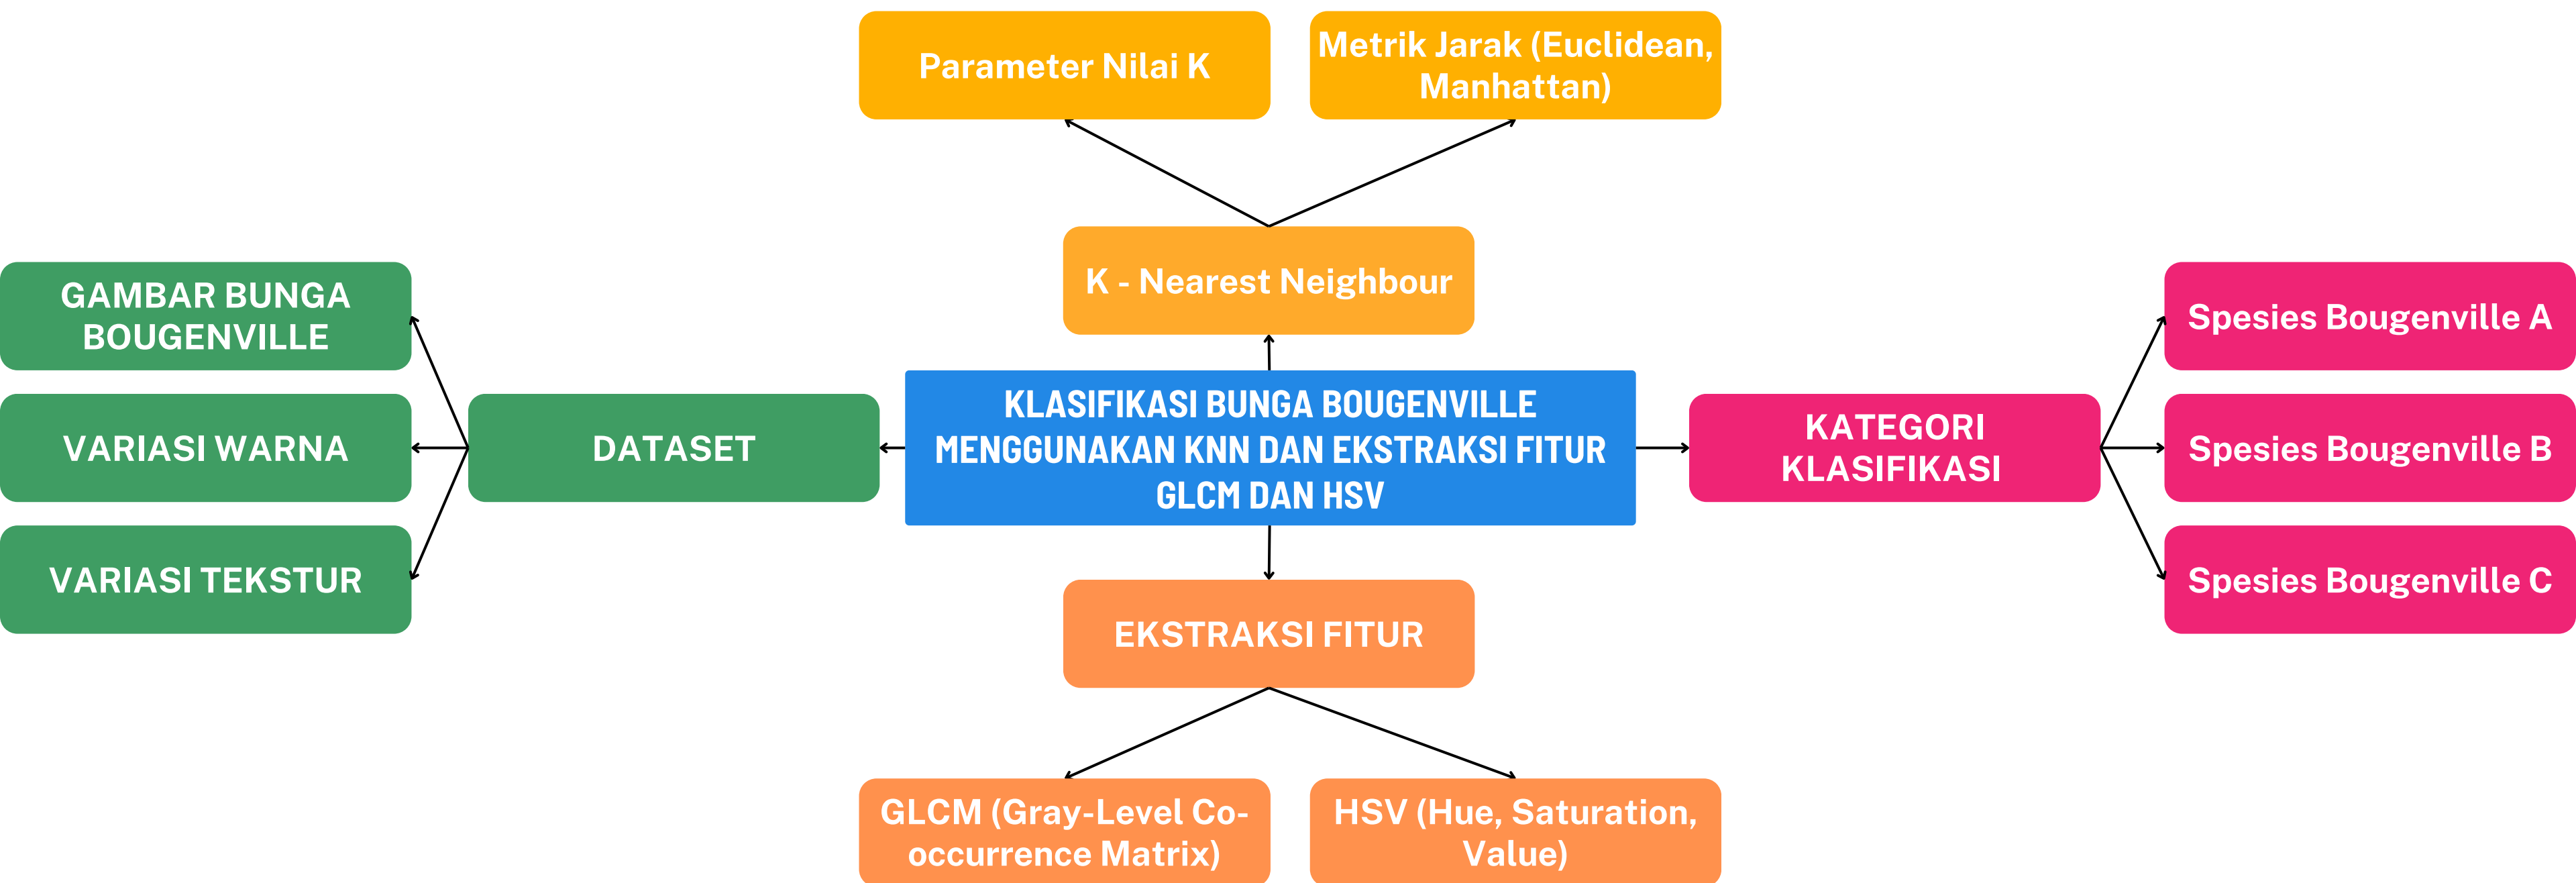 Parameter Nilai K
Metrik Jarak (Euclidean,
Manhattan)
K - Nearest Neighbour
GAMBAR BUNGA
BOUGENVILLE
VARIASI WARNA
VARIASI TEKSTUR
DATASET
KLASIFIKASI BUNGA BOUGENVILLE
MENGGUNAKAN KNN DAN EKSTRAKSI FITUR
GLCM DAN HSV
KATEGORI
KLASIFIKASI
Spesies Bougenville A
Spesies Bougenville B
Spesies Bougenville C
EKSTRAKSI FITUR
GLCM (Gray-Level Co-
occurrence Matrix)
HSV (Hue, Saturation,
Value)